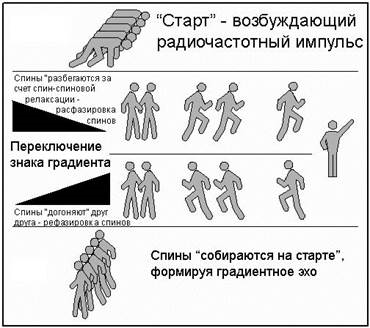 “Старт” - возбуждающий
радиочастотный импульс
Спины "разбегаются за
счет спин-спиновой
релаксации -
расфазировка
спинов
Переключение
знака градиента
Спины "догоняют" друг
друга - рефазировка спинов
Спины “собираются на старте”,
формируя градиентное эхо